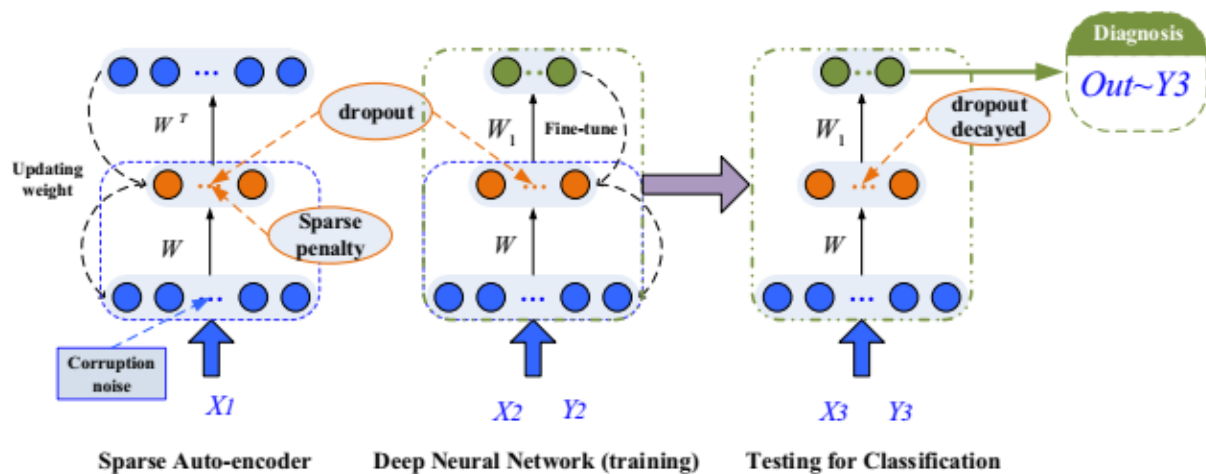 Diagnosis
Out~Y3
dropout
dropout
decayed
W^T
W₁
Fine-tune
W₁
Updating
weight
Sparse
penalty
W
W
W
Corruption
noise
X1
X2
Y2
X3
Y3
Sparse Auto-encoder
Deep Neural Network (training)
Testing for Classification